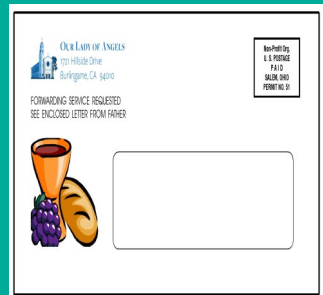 OUR LADY OF ANGELS
1721 Hillside Drive
Burlingame, CA 94010
Non-Profit Org.
U. S. POSTAGE
PAID
SALEM, OHIO
PERMIT NO. 51
FORWARDING SERVICE REQUESTED
SEE ENCLOSED LETTER FROM FATHER